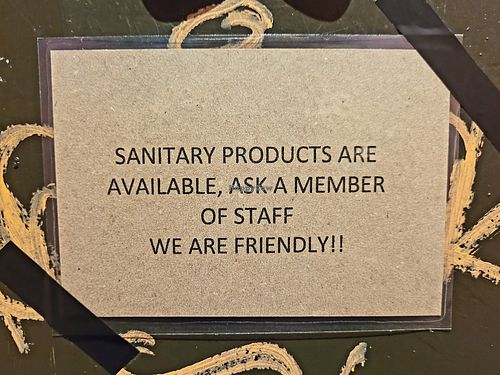 SANITARY PRODUCTS ARE
AVAILABLE, ASK A MEMBER
OF STAFF
WE ARE FRIENDLY!!